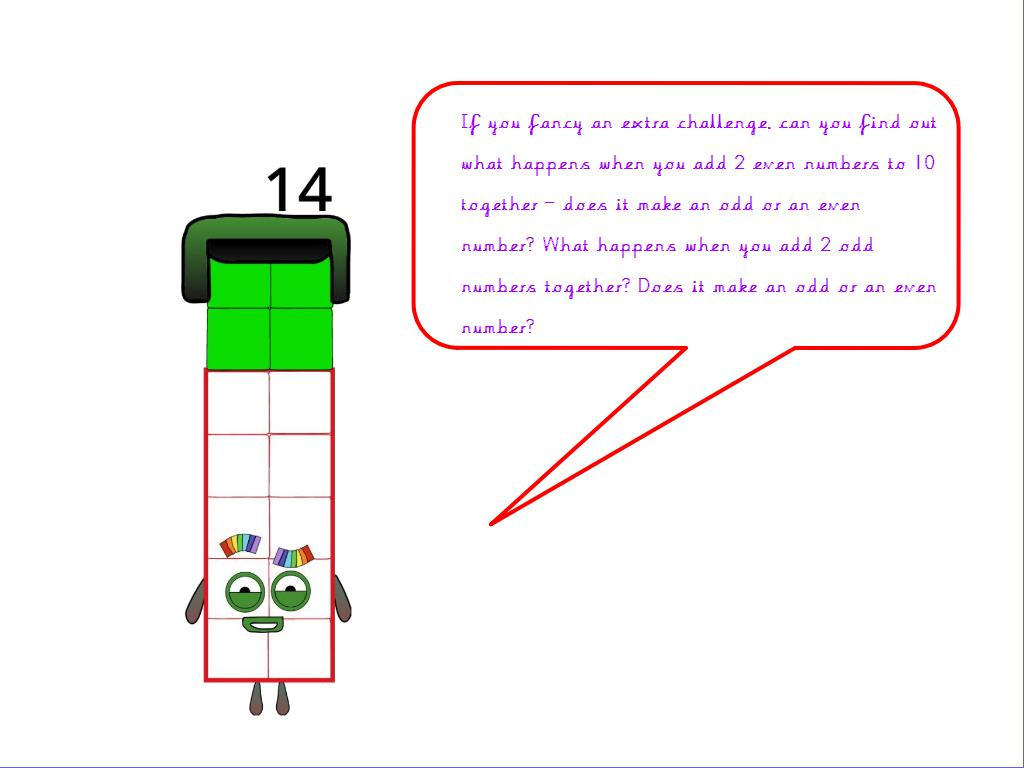 14
If you fancy an extra challenge, can you find out
what happens when you add 2 even numbers to 10
together – does it make an odd or an even
number? What happens when you add 2 odd
numbers together? Does it make an odd or an even
number?